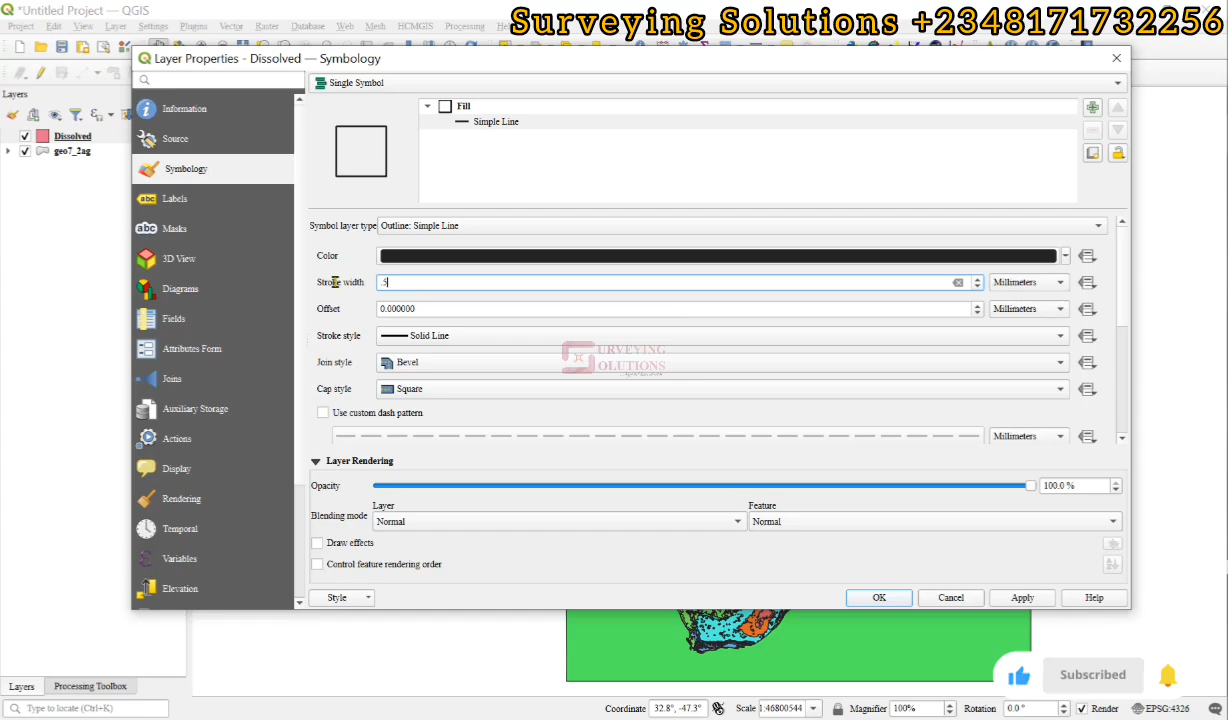 *Untitled Project — QGIS
Surveying Solutions +2348171732256
Project Edit View Layer Settings Plugins Vector Raster Database Web Mesh HCMGIS Processing
Layer Properties - Dissolved — Symbology
Layers
Dissolved
geo7_2ag
Information
Source
Symbology
Labels
Masks
3D View
Diagrams
Fields
Attributes Form
Joins
Auxiliary Storage
Actions
Display
Rendering
Temporal
Variables
Elevation
Single Symbol
Fill
Simple Line
Symbol layer type Outline: Simple Line
Color
Stroke width .5 Millimeters
Offset 0.000000 Millimeters
Stroke style Solid Line
URVEYING
OLUTIONS
Join style Bevel
Cap style Square
Use custom dash pattern
Millimeters
Layer Rendering
Opacity 100.0 %
Layer Feature
Blending mode Normal Normal
Draw effects
Control feature rendering order
Style OK Cancel Apply Help
Subscribed
Layers Processing Toolbox
Type to locate (Ctrl+K) Coordinate 32.8°, -47.3° Scale 1:46800544 Magnifier 100% Rotation 0.0 ° Render EPSG:4326